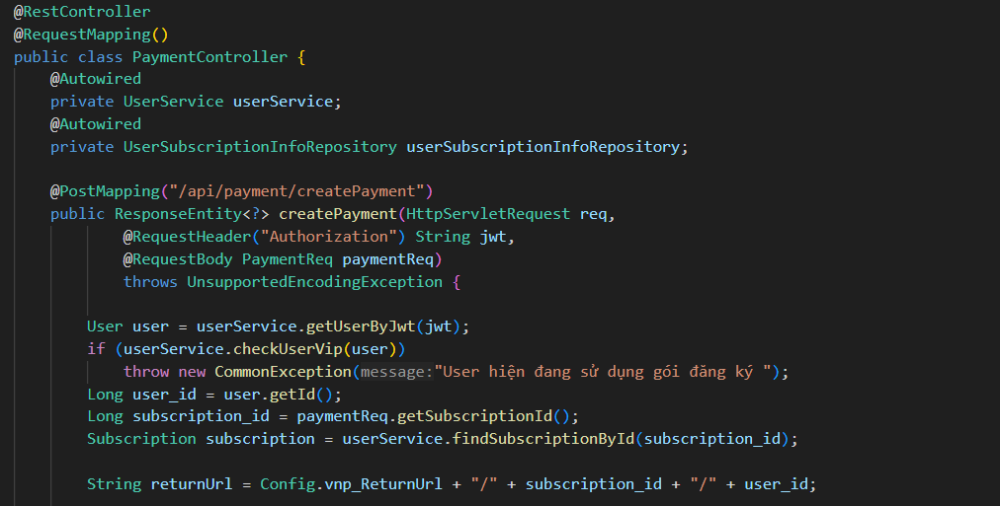 @RestController
@RequestMapping()
public class PaymentController {
@Autowired
private UserService userService;
@Autowired
private UserSubscriptionInfoRepository userSubscriptionInfoRepository;
@PostMapping("/api/payment/createPayment")
public ResponseEntity<?> createPayment(HttpServletRequest req,
@RequestHeader("Authorization") String jwt,
@RequestBody PaymentReq paymentReq)
throws UnsupportedEncodingException {
User user = userService.getUserByJwt(jwt);
if (userService.checkUserVip(user))
throw new CommonException(message:"User hiện đang sử dụng gói đăng ký ");
Long user_id = user.getId();
Long subscription_id = paymentReq.getSubscriptionId();
Subscription subscription = userService.findSubscriptionById(subscription_id);
String returnUrl = Config.vnp_ReturnUrl + "/" + subscription_id + "/" + user_id;